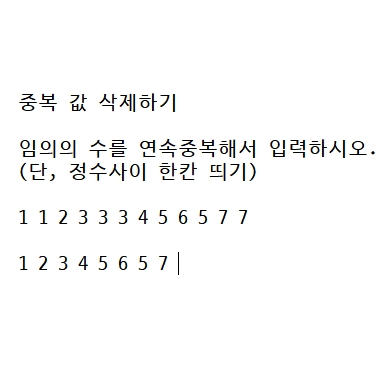 중복 값 삭제하기
임의의 수를 연속중복해서 입력하시오.
(단, 정수사이 한칸 띄기)
1 1 2 3 3 3 4 5 6 5 7 7
1 2 3 4 5 6 5 7